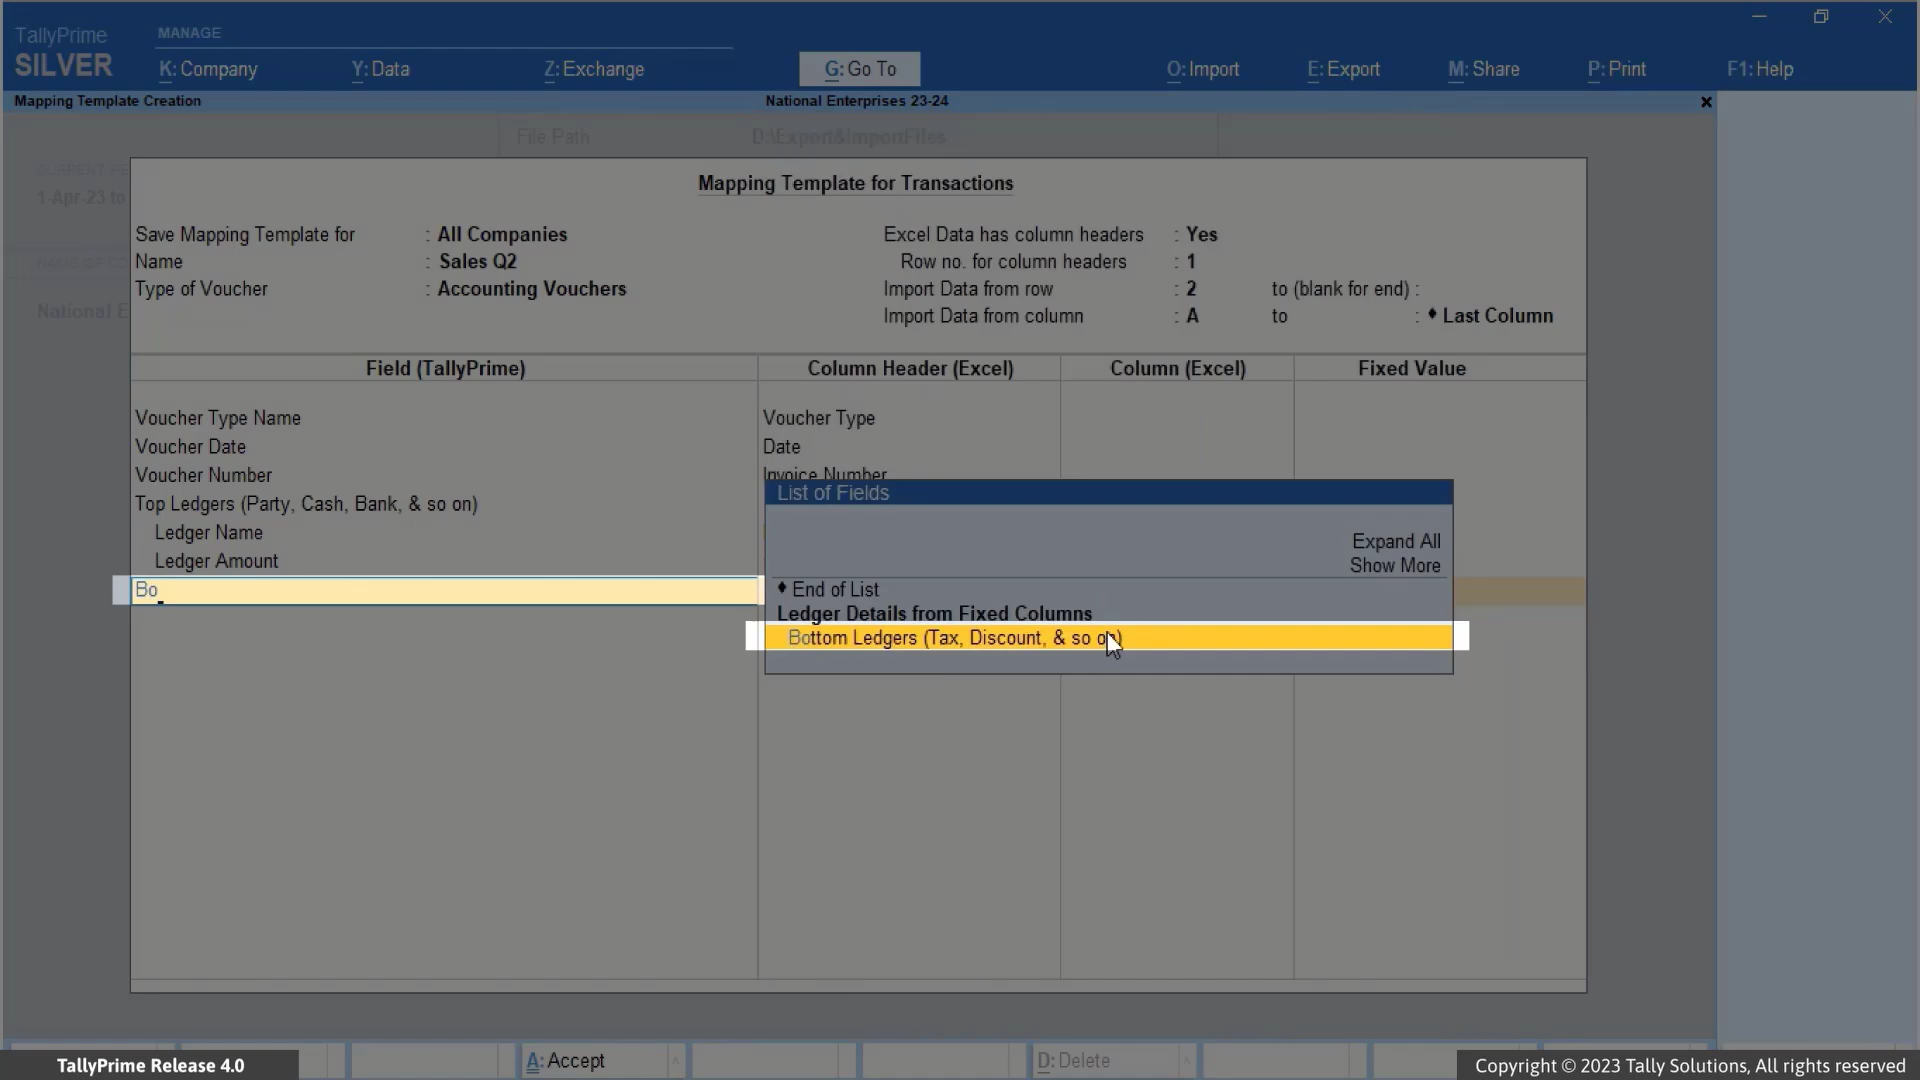 TallyPrime
SILVER
MANAGE
K: Company
Y: Data
Z: Exchange
G: Go To
O: Import
E: Export
M: Share
P: Print
F1: Help
Mapping Template Creation
National Enterprises 23-24
File Path D:\Export&ImportFiles
1-Apr-23 to
National E
Mapping Template for Transactions
Save Mapping Template for : All Companies
Name : Sales Q2
Type of Voucher : Accounting Vouchers
Excel Data has column headers : Yes
Row no. for column headers : 1
Import Data from row : 2 to (blank for end) :
Import Data from column : A to : ♦ Last Column
Field (TallyPrime) Column Header (Excel) Column (Excel) Fixed Value
Voucher Type Name Voucher Type
Voucher Date Date
Voucher Number Invoice Number
Top Ledgers (Party, Cash, Bank, & so on)
Ledger Name
Ledger Amount
Bo
List of Fields
Expand All
Show More
♦ End of List
Ledger Details from Fixed Columns
Bottom Ledgers (Tax, Discount, & so on)
A: Accept
D: Delete
TallyPrime Release 4.0
Copyright © 2023 Tally Solutions, All rights reserved